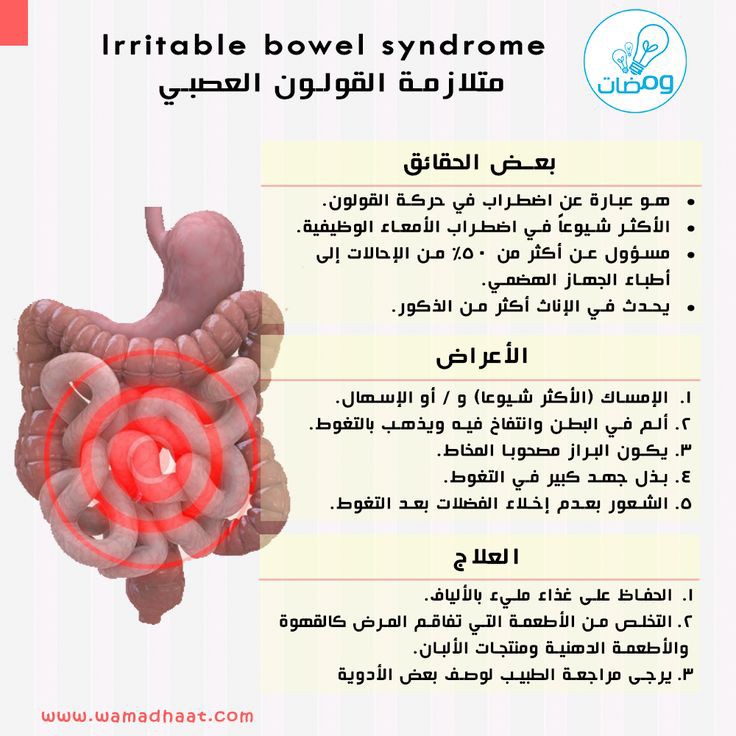 Irritable bowel syndrome
متلازمة القولون العصبي
ومضات
بعض الحقائق
• هو عبارة عن اضطراب في حركة القولون.
• الأكثر شيوعاً في اضطراب الأمعاء الوظيفية.
• مسؤول عن أكثر من ٥٠٪ من الإحالات إلى
أطباء الجهاز الهضمي.
• يحدث في الإناث أكثر من الذكور.
الأعراض
١. الإمساك (الأكثر شيوعا) و / أو الإسهال.
٢. ألم في البطن وانتفاخ فيه ويذهب بالتغوط.
٣. يكون البراز مصحوبا المخاط.
٤. بذل جهد كبير في التغوط.
٥. الشعور بعدم إخلاء الفضلات بعد التغوط.
العلاج
١. الحفاظ على غذاء مليء بالألياف.
٢. التخلص من الأطعمة التي تفاقم المرض كالقهوة
والأطعمة الدهنية ومنتجات الألبان.
٣. يرجى مراجعة الطبيب لوصف بعض الأدوية
www.wamadhaat.com